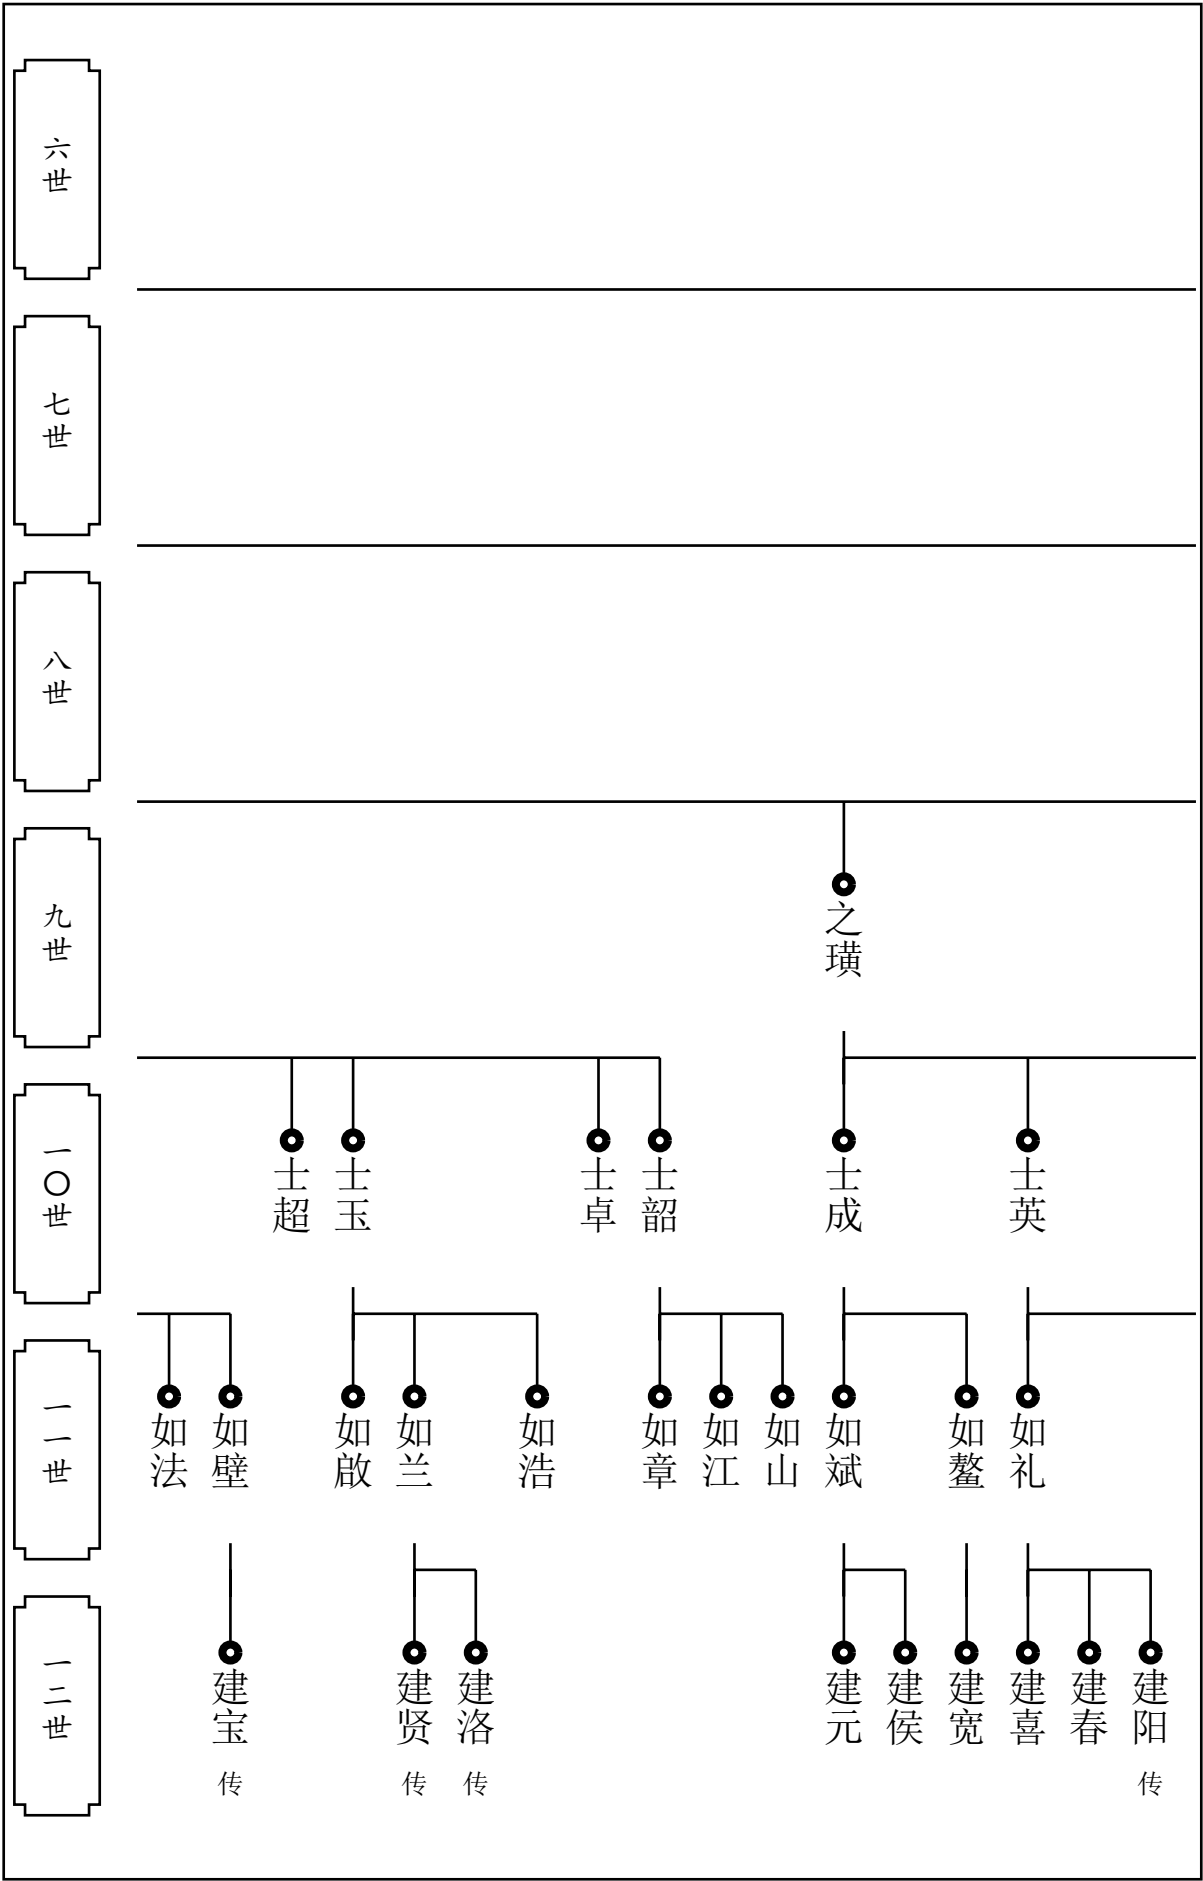 六世
七世
八世
九世
之璜
一〇世
士超
士玉
士卓
士韶
士成
士英
一一世
如法
如壁
如啟
如兰
如浩
如章
如江
如山
如斌
如鳌
如礼
一二世
建宝
传
建贤
传
建洛
传
建元
建侯
建宽
建喜
建春
建阳
传